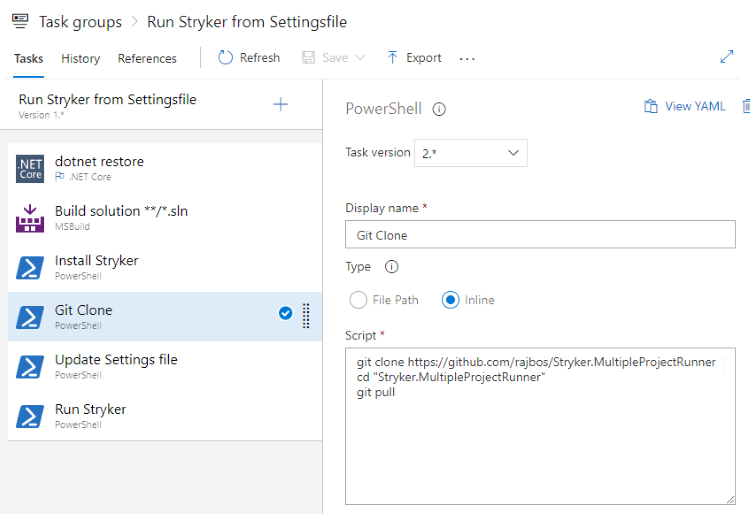 Task groups > Run Stryker from Settingsfile
Tasks History References Refresh Save Export ...
Run Stryker from Settingsfile
Version 1.*
.NET Core
dotnet restore
.NET Core
Build solution **/*.sln
MSBuild
Install Stryker
PowerShell
Git Clone
PowerShell
Update Settings file
PowerShell
Run Stryker
PowerShell
PowerShell View YAML
Task version 2.*
Display name *
Git Clone
Type
File Path Inline
Script *
git clone https://github.com/rajbos/Stryker.MultipleProjectRunner
cd "Stryker.MultipleProjectRunner"
git pull